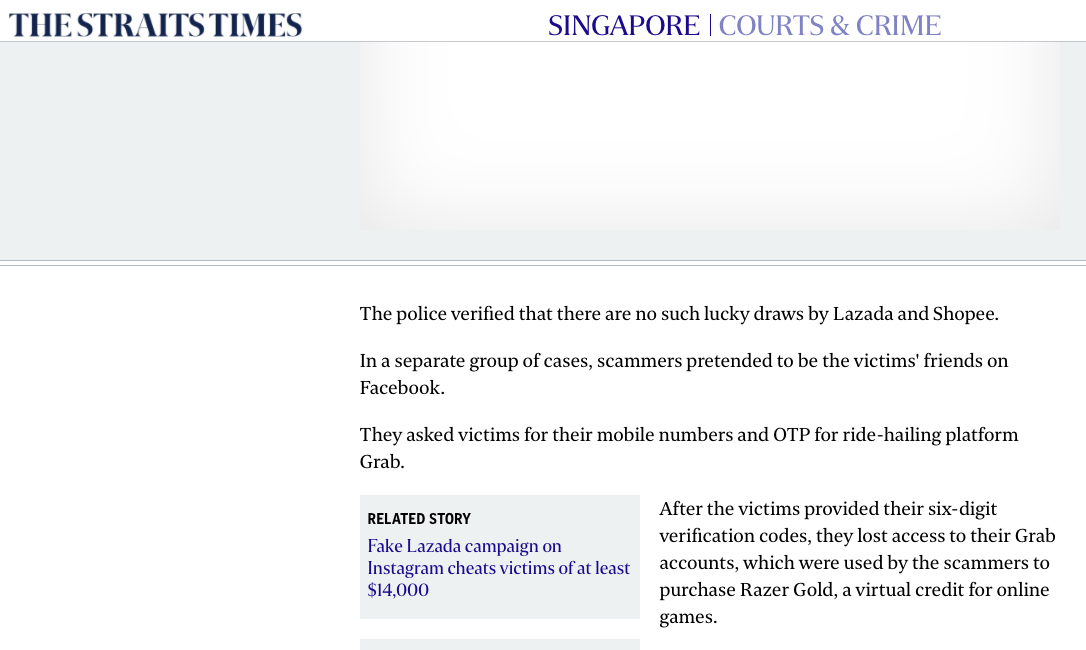 THE STRAITS TIMES
SINGAPORE | COURTS & CRIME
The police verified that there are no such lucky draws by Lazada and Shopee.
In a separate group of cases, scammers pretended to be the victims' friends on
Facebook.
They asked victims for their mobile numbers and OTP for ride-hailing platform
Grab.
RELATED STORY
Fake Lazada campaign on
Instagram cheats victims of at least
$14,000
After the victims provided their six-digit
verification codes, they lost access to their Grab
accounts, which were used by the scammers to
purchase Razer Gold, a virtual credit for online
games.